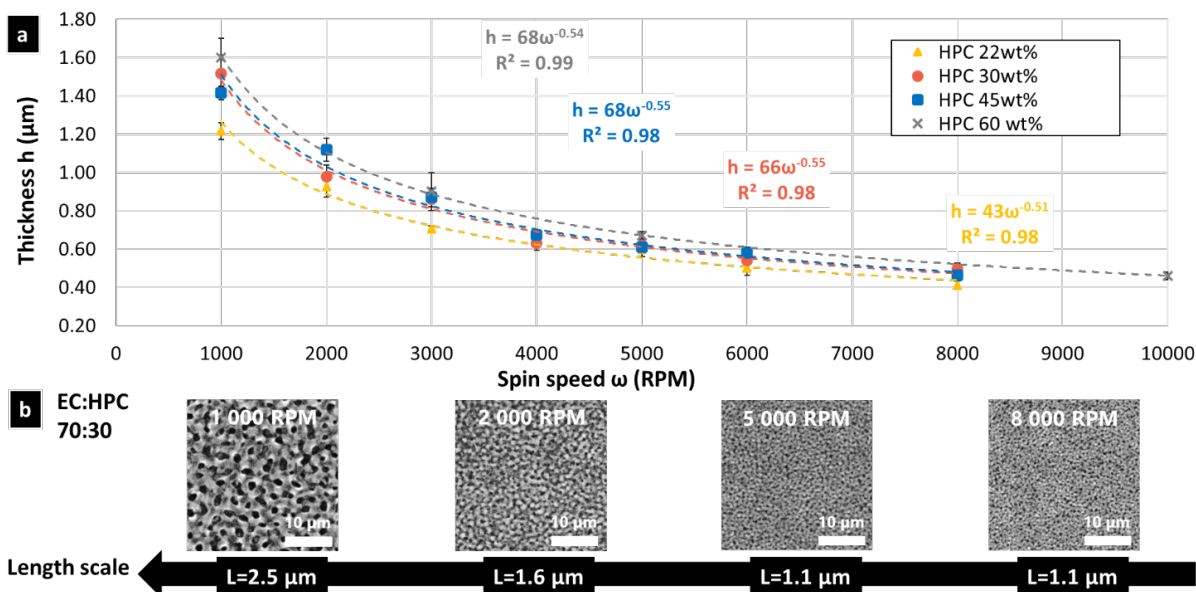 a
1.80
1.60
1.40
1.20
1.00
0.80
0.60
0.40
0.20
Thickness h (µm)
h = 68ω^-0.54
R² = 0.99
h = 68ω^-0.55
R² = 0.98
h = 66ω^-0.55
R² = 0.98
h = 43ω^-0.51
R² = 0.98
HPC 22wt%
HPC 30wt%
HPC 45wt%
HPC 60 wt%
0 1000 2000 3000 4000 5000 6000 7000 8000 9000 10000
Spin speed ω (RPM)
b
EC:HPC
70:30
1 000 RPM
10 µm
2 000 RPM
10 µm
5 000 RPM
10 µm
8 000 RPM
10 µm
Length scale
L=2.5 µm
L=1.6 µm
L=1.1 µm
L=1.1 µm